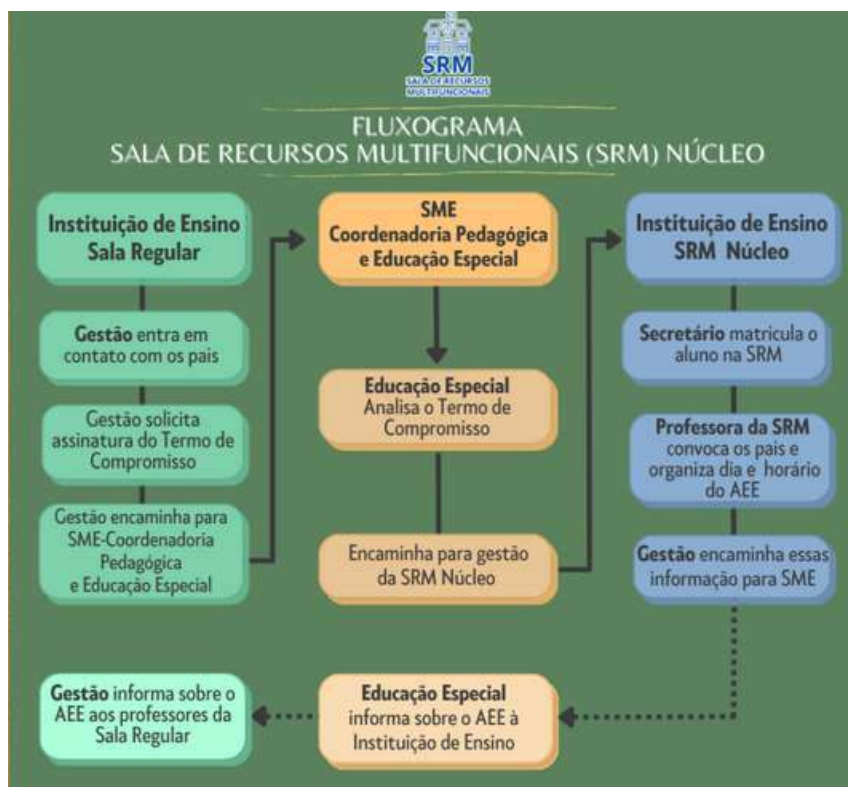 SRM
SALA DE RECURSOS
MULTIFUNCIONAIS
FLUXOGRAMA
SALA DE RECURSOS MULTIFUNCIONAIS (SRM) NÚCLEO
Instituição de Ensino
Sala Regular
Gestão entra em
contato com os pais
Gestão solicita
assinatura do Termo de
Compromisso
Gestão encaminha para
SME-Coordenadoria
Pedagógica
e Educação Especial
SME
Coordenadoria Pedagógica
e Educação Especial
Educação Especial
Analisa o Termo de
Compromisso
Encaminha para gestão
da SRM Núcleo
Instituição de Ensino
SRM Núcleo
Secretário matricula o
aluno na SRM
Professora da SRM
convoca os pais e
organiza dia e horário
do AEE
Gestão encaminha essas
informação para SME
Educação Especial
informa sobre o AEE à
Instituição de Ensino
Gestão informa sobre o
AEE aos professores da
Sala Regular